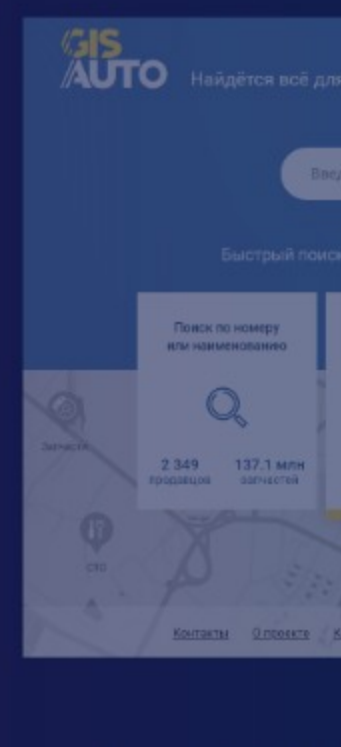 GIS
AUTO
Найдётся всё для
Введ
Быстрый поиск
Поиск по номеру
или наименованию
2 349
продавцов
137.1 млн
запчастей
Запчасти
СТО
Контакты
О проекте
К